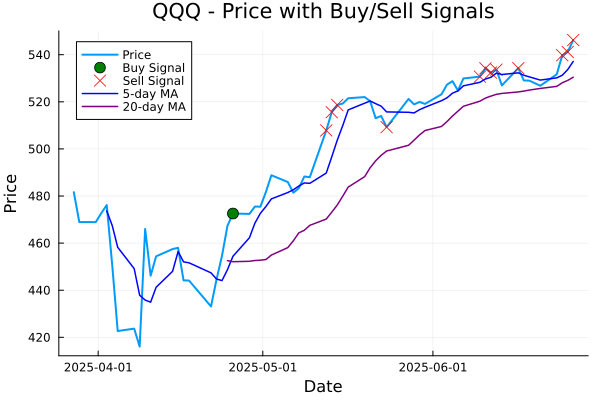 QQQ - Price with Buy/Sell Signals
Price
Buy Signal
Sell Signal
5-day MA
20-day MA
Price
540
520
500
480
460
440
420
2025-04-01
2025-05-01
2025-06-01
Date